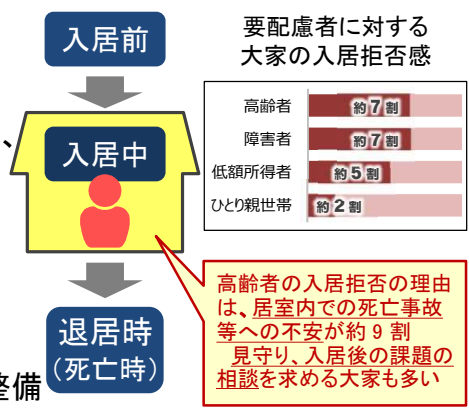 入居前
、
入居中
退居時
(死亡時)
整備
要配慮者に対する
大家の入居拒否感
高齢者 約7割
障害者 約7割
低額所得者 約5割
ひとり親世帯 約2割
高齢者の入居拒否の理由
は、居室内での死亡事故
等への不安が約9割
見守り、入居後の課題の
相談を求める大家も多い